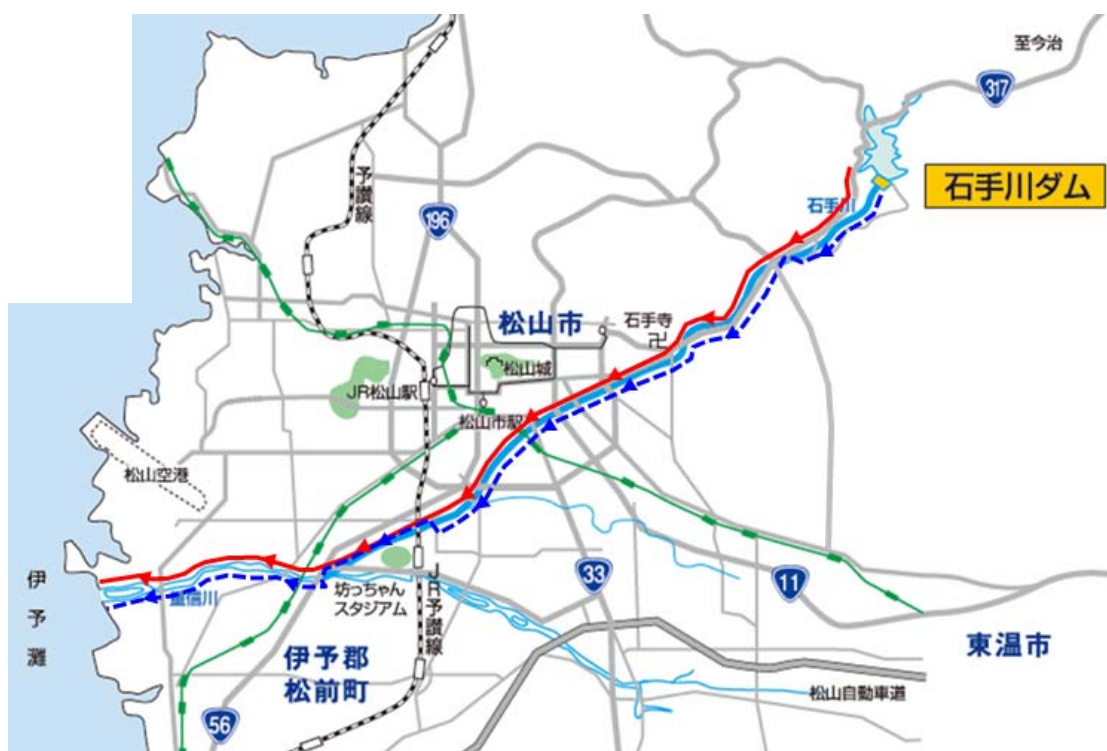 至今治
317
石手川ダム
石手川
予讃線
196
松山市
石手寺
松山城
JR松山駅
松山市駅
松山空港
伊予灘
重信川
坊っちゃん
スタジアム
JR予讃線
33
11
東温市
伊予郡
松前町
松山自動車道
56